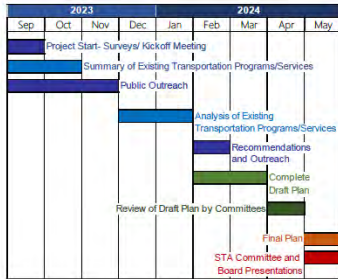 2023 2024
Sep Oct Nov Dec Jan Feb Mar Apr May
Project Start- Surveys/ Kickoff Meeting
Summary of Existing Transportation Programs/Services
Public Outreach
Analysis of Existing
Transportation Programs/Services
Recommendations
and Outreach
Complete
Draft Plan
Review of Draft Plan by Committees
Final Plan
STA Committee and
Board Presentations